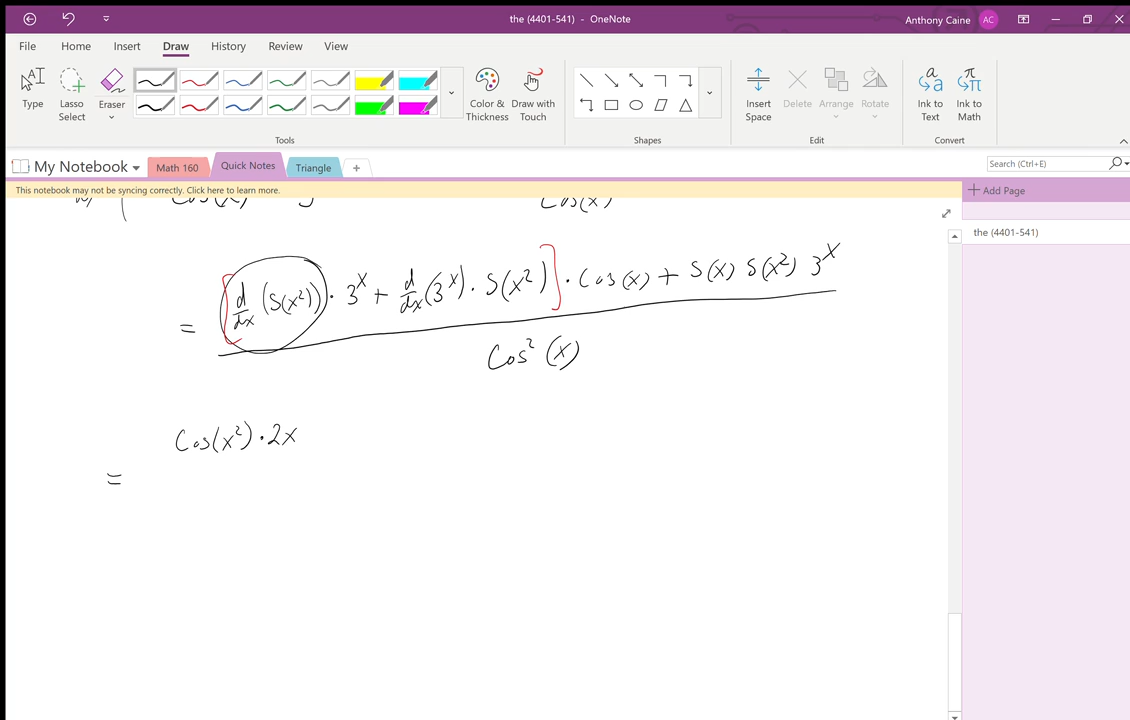 the (4401-541) - OneNote
Anthony Caine AC
File Home Insert Draw History Review View
Type
Lasso Select
Eraser
Color & Thickness
Draw with Touch
Insert Space
Delete
Arrange
Rotate
Ink to Text
Ink to Math
Tools Shapes Edit Convert
My Notebook Math 160 Quick Notes Triangle +
Search (Ctrl+E)
This notebook may not be syncing correctly. Click here to learn more.
+ Add Page
the (4401-541)
Cos(x)
= [d/dx (S(x²)) · 3^x + d/dx (3^x) · S(x²)] · Cos(x) + S(x) S(x²) 3^x
Cos² (x)
Cos(x²) · 2x
=